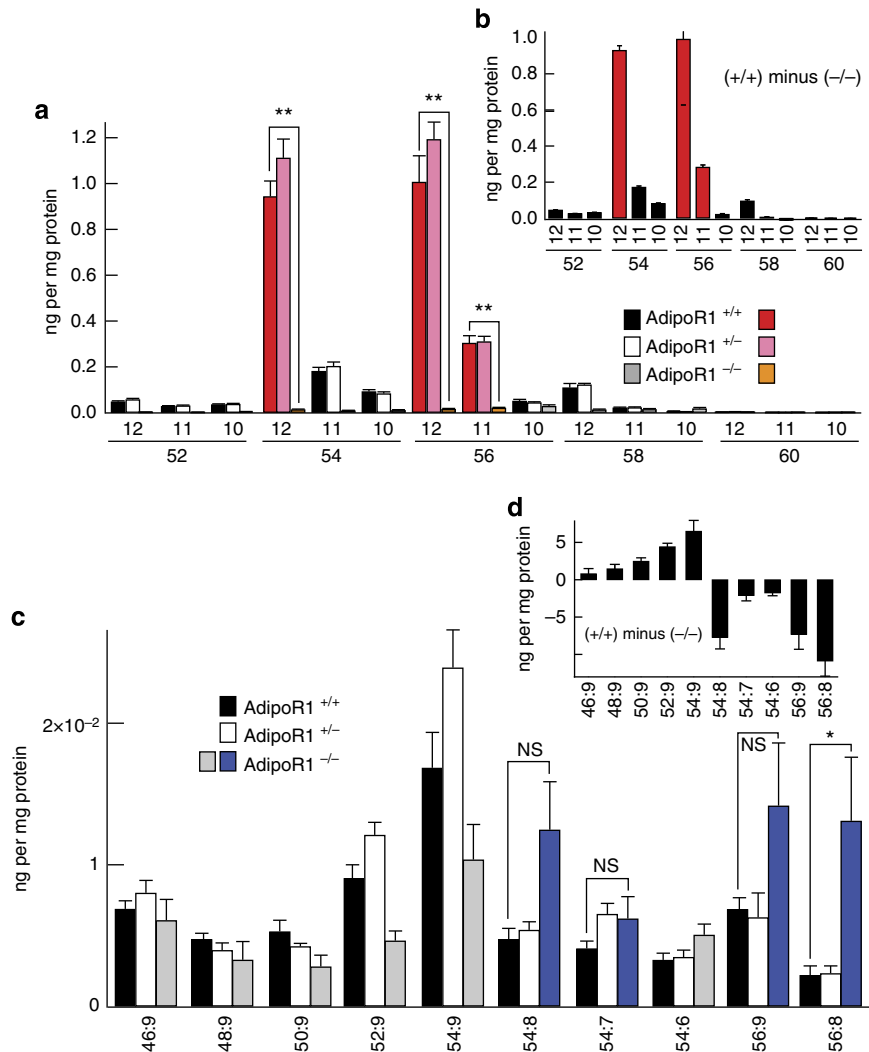 a
ng per mg protein
1.2
1.0
0.8
0.6
0.4
0.2
0.0
**
**
**
12 11 10 12 11 10 12 11 10 12 11 10 12 11 10
52 54 56 58 60
b
ng per mg protein
1.0
0.8
0.6
0.4
0.2
0.0
(+/+) minus (–/–)
12 11 10 12 11 10 12 11 10 12 11 10 12 11 10
52 54 56 58 60
AdipoR1 +/+
AdipoR1 +/–
AdipoR1 –/–
c
ng per mg protein
2×10⁻²
1
0
AdipoR1 +/+
AdipoR1 +/–
AdipoR1 –/–
NS
NS
NS
*
46:9 48:9 50:9 52:9 54:9 54:8 54:7 54:6 56:9 56:8
d
ng per mg protein
5
0
–5
(+/+) minus (–/–)
46:9 48:9 50:9 52:9 54:9 54:8 54:7 54:6 56:9 56:8